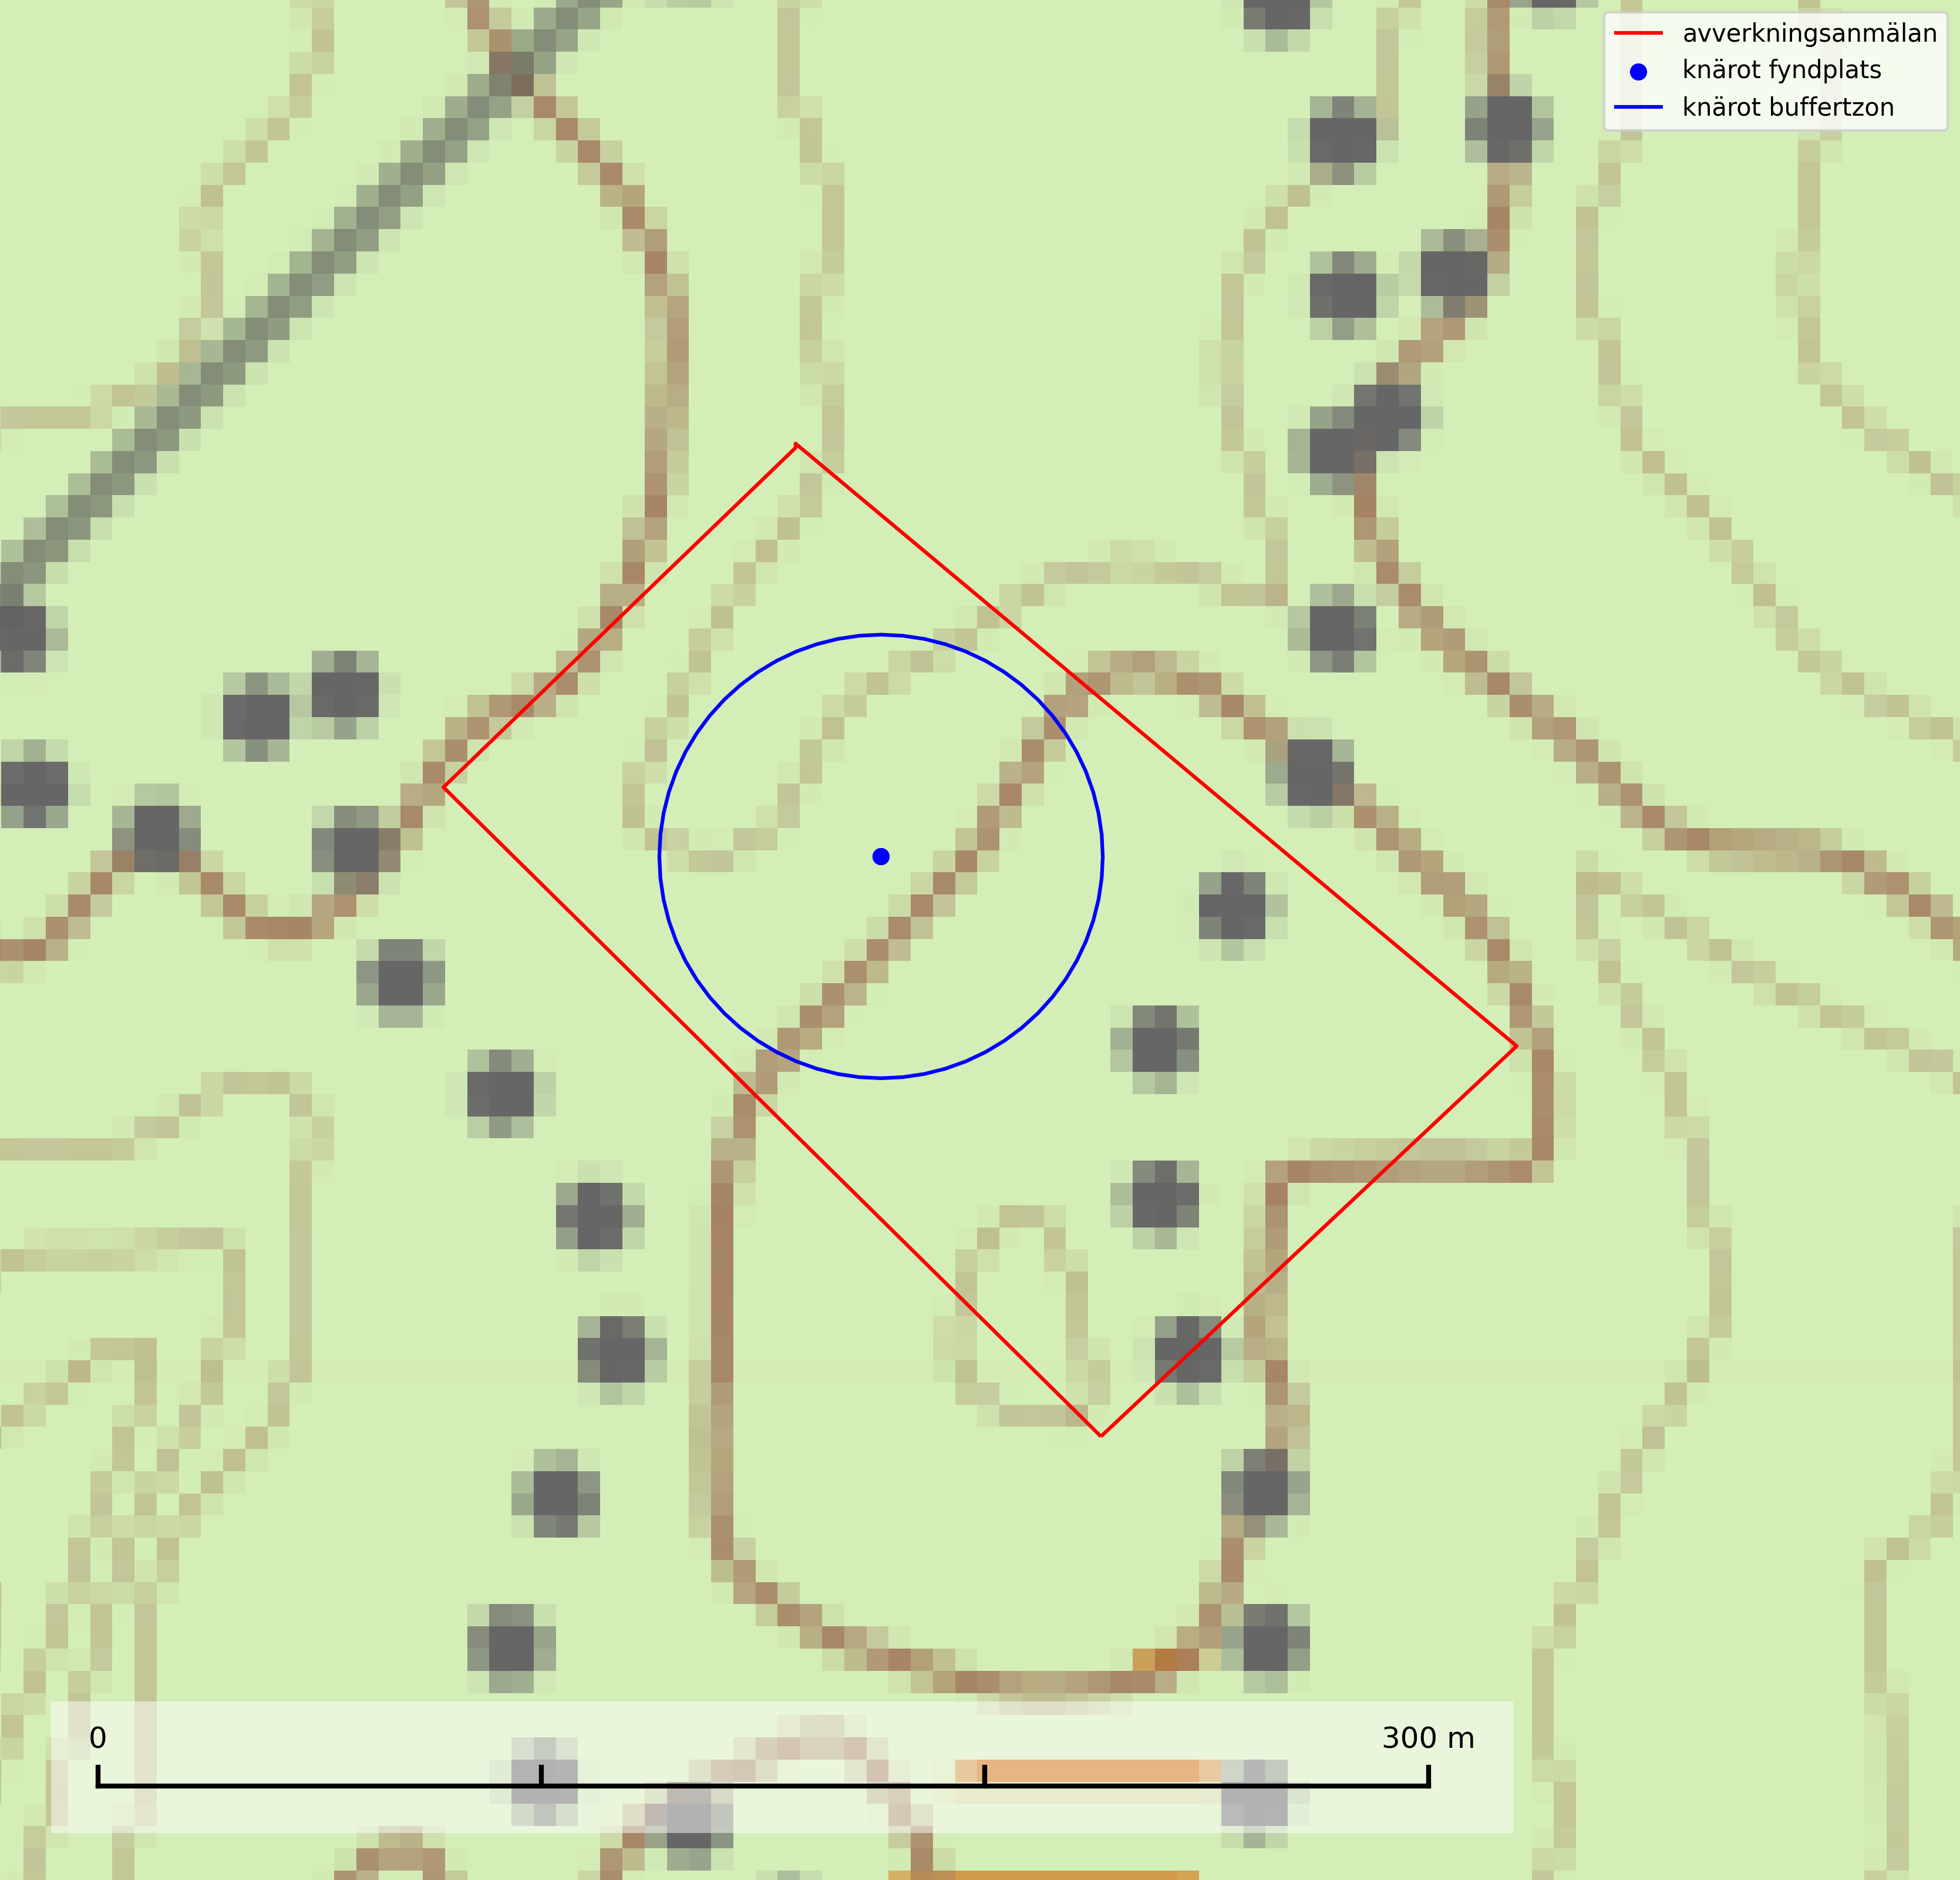 avverkningsanmälan
knärot fyndplats
knärot buffertzon
0 300 m